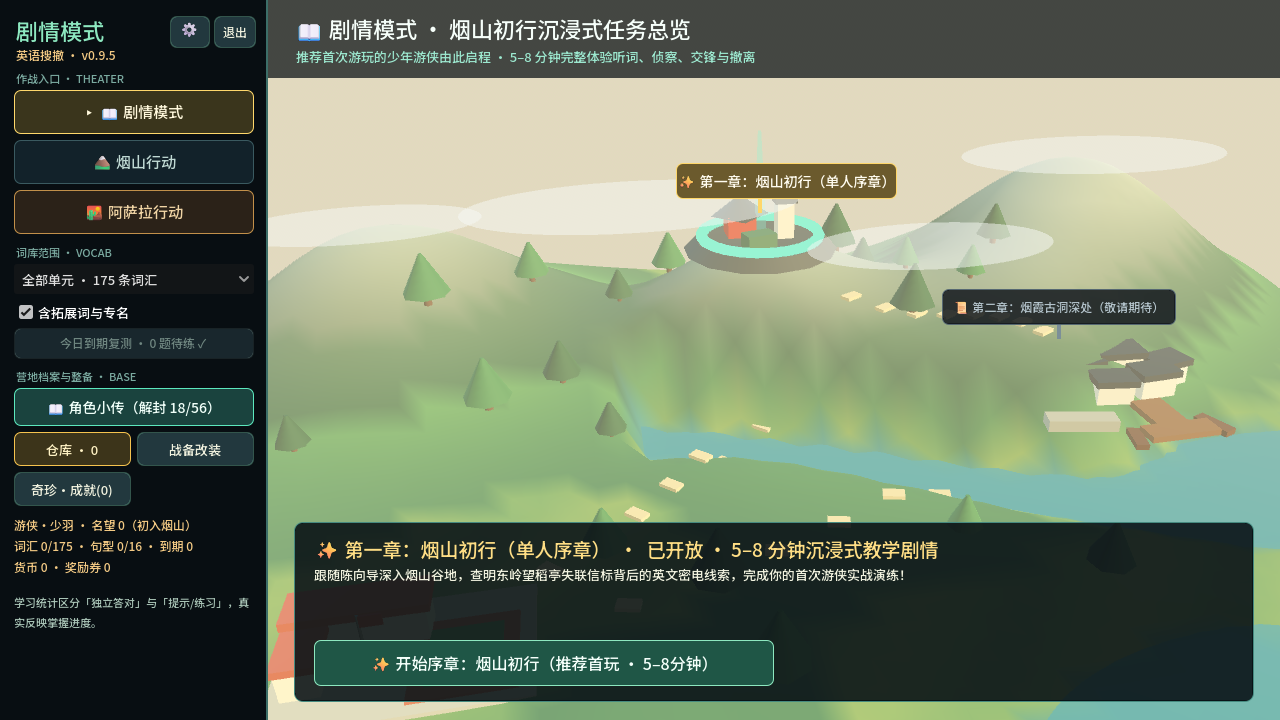 剧情模式
退出
英语搜撤 · v0.9.5
作战入口 · THEATER
剧情模式
烟山行动
阿萨拉行动
词库范围 · VOCAB
全部单元 · 175 条词汇
含拓展词与专名
今日到期复测 · 0 题待练 ✓
营地档案与整备 · BASE
角色小传（解封 18/56）
仓库 · 0
战备改装
奇珍·成就(0)
游侠·少羽 · 名望 0（初入烟山）
词汇 0/175 · 句型 0/16 · 到期 0
货币 0 · 奖励券 0
学习统计区分「独立答对」与「提示/练习」，真
实反映掌握进度。
剧情模式 · 烟山初行沉浸式任务总览
推荐首次游玩的少年游侠由此启程 · 5–8 分钟完整体验听词、侦察、交锋与撤离
第一章：烟山初行（单人序章）
第二章：烟霞古洞深处（敬请期待）
第一章：烟山初行（单人序章） · 已开放 · 5–8 分钟沉浸式教学剧情
跟随陈向导深入烟山谷地，查明东岭望稻亭失联信标背后的英文密电线索，完成你的首次游侠实战演练！
开始序章：烟山初行（推荐首玩 · 5–8分钟）